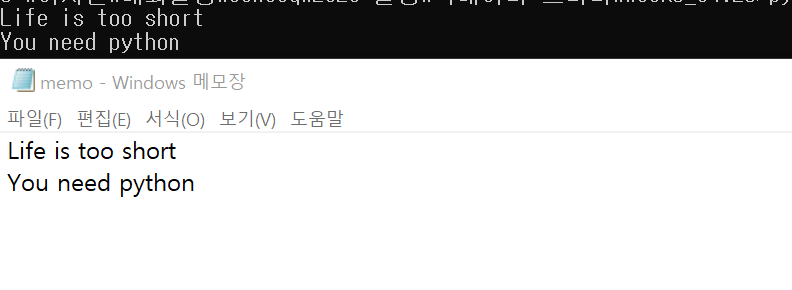 Life is too short
You need python
memo - Windows 메모장
파일(F) 편집(E) 서식(O) 보기(V) 도움말
Life is too short
You need python